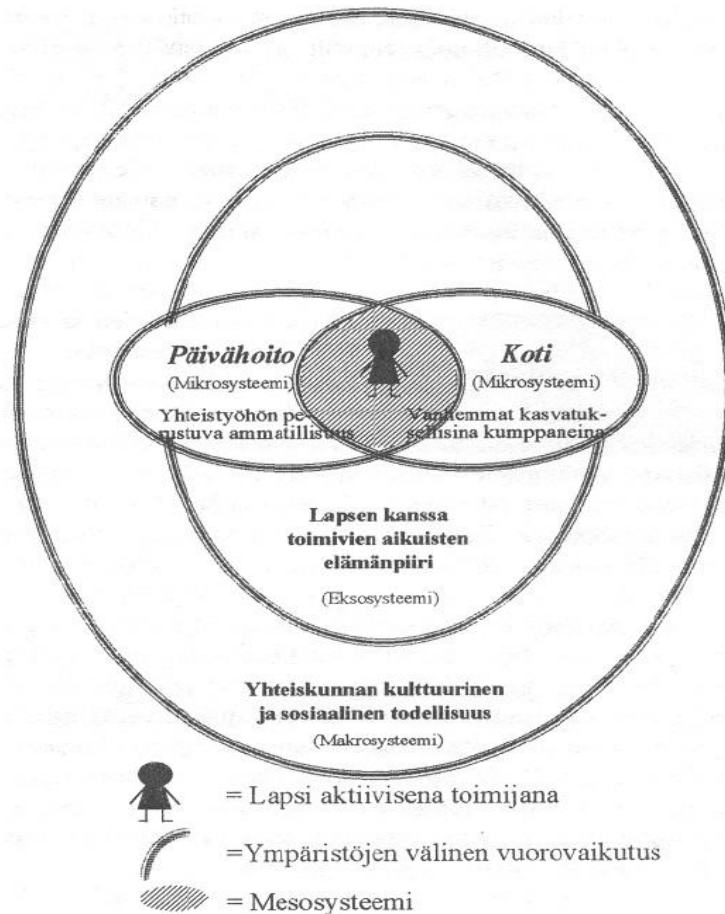 Päivähoito
(Mikrosysteemi)
Yhteistyöhön pe-
rustuva ammatillisuus
Koti
(Mikrosysteemi)
Vanhemmat kasvatuk-
sellisina kumppaneina
Lapsen kanssa
toimivien aikuisten
elämänpiiri
(Eksosysteemi)
Yhteiskunnan kulttuurinen
ja sosiaalinen todellisuus
(Makrosysteemi)
= Lapsi aktiivisena toimijana
=Ympäristöjen välinen vuorovaikutus
= Mesosysteemi